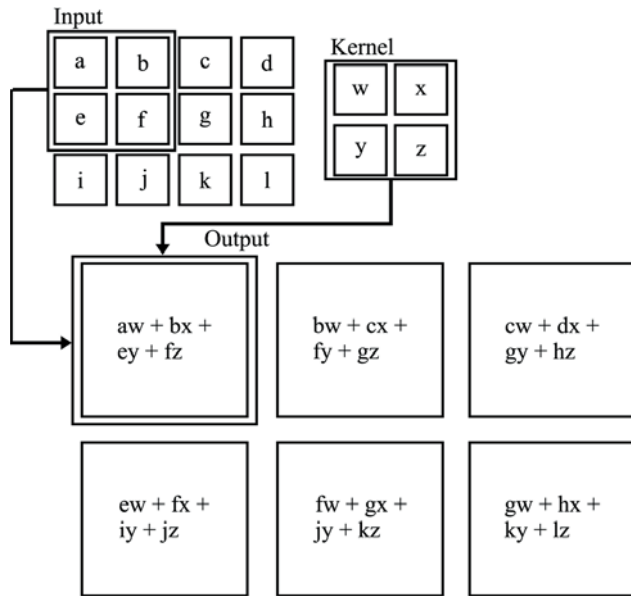 Input
a b c d
e f g h
i j k l
Kernel
w x
y z
Output
aw + bx +
ey + fz
bw + cx +
fy + gz
cw + dx +
gy + hz
ew + fx +
iy + jz
fw + gx +
jy + kz
gw + hx +
ky + lz